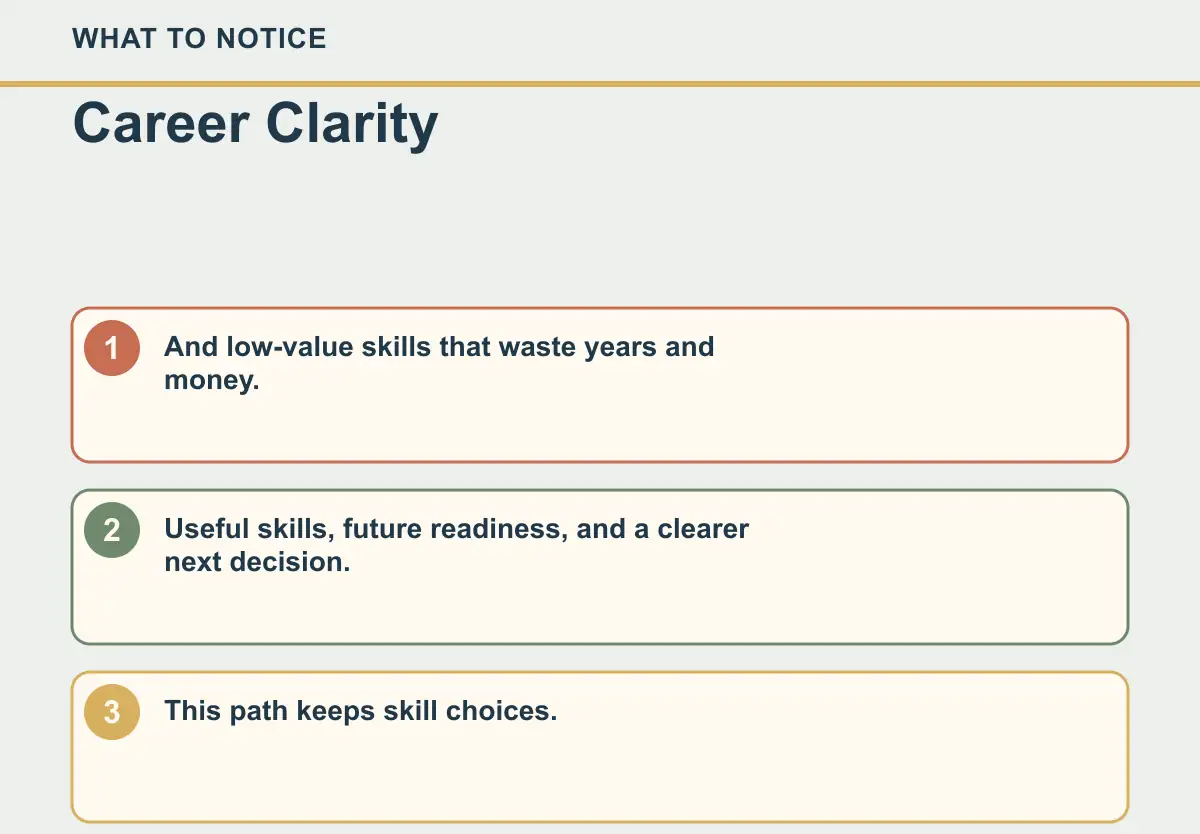 WHAT TO NOTICE
Career Clarity
1
And low-value skills that waste years and
money.
2
Useful skills, future readiness, and a clearer
next decision.
3
This path keeps skill choices.